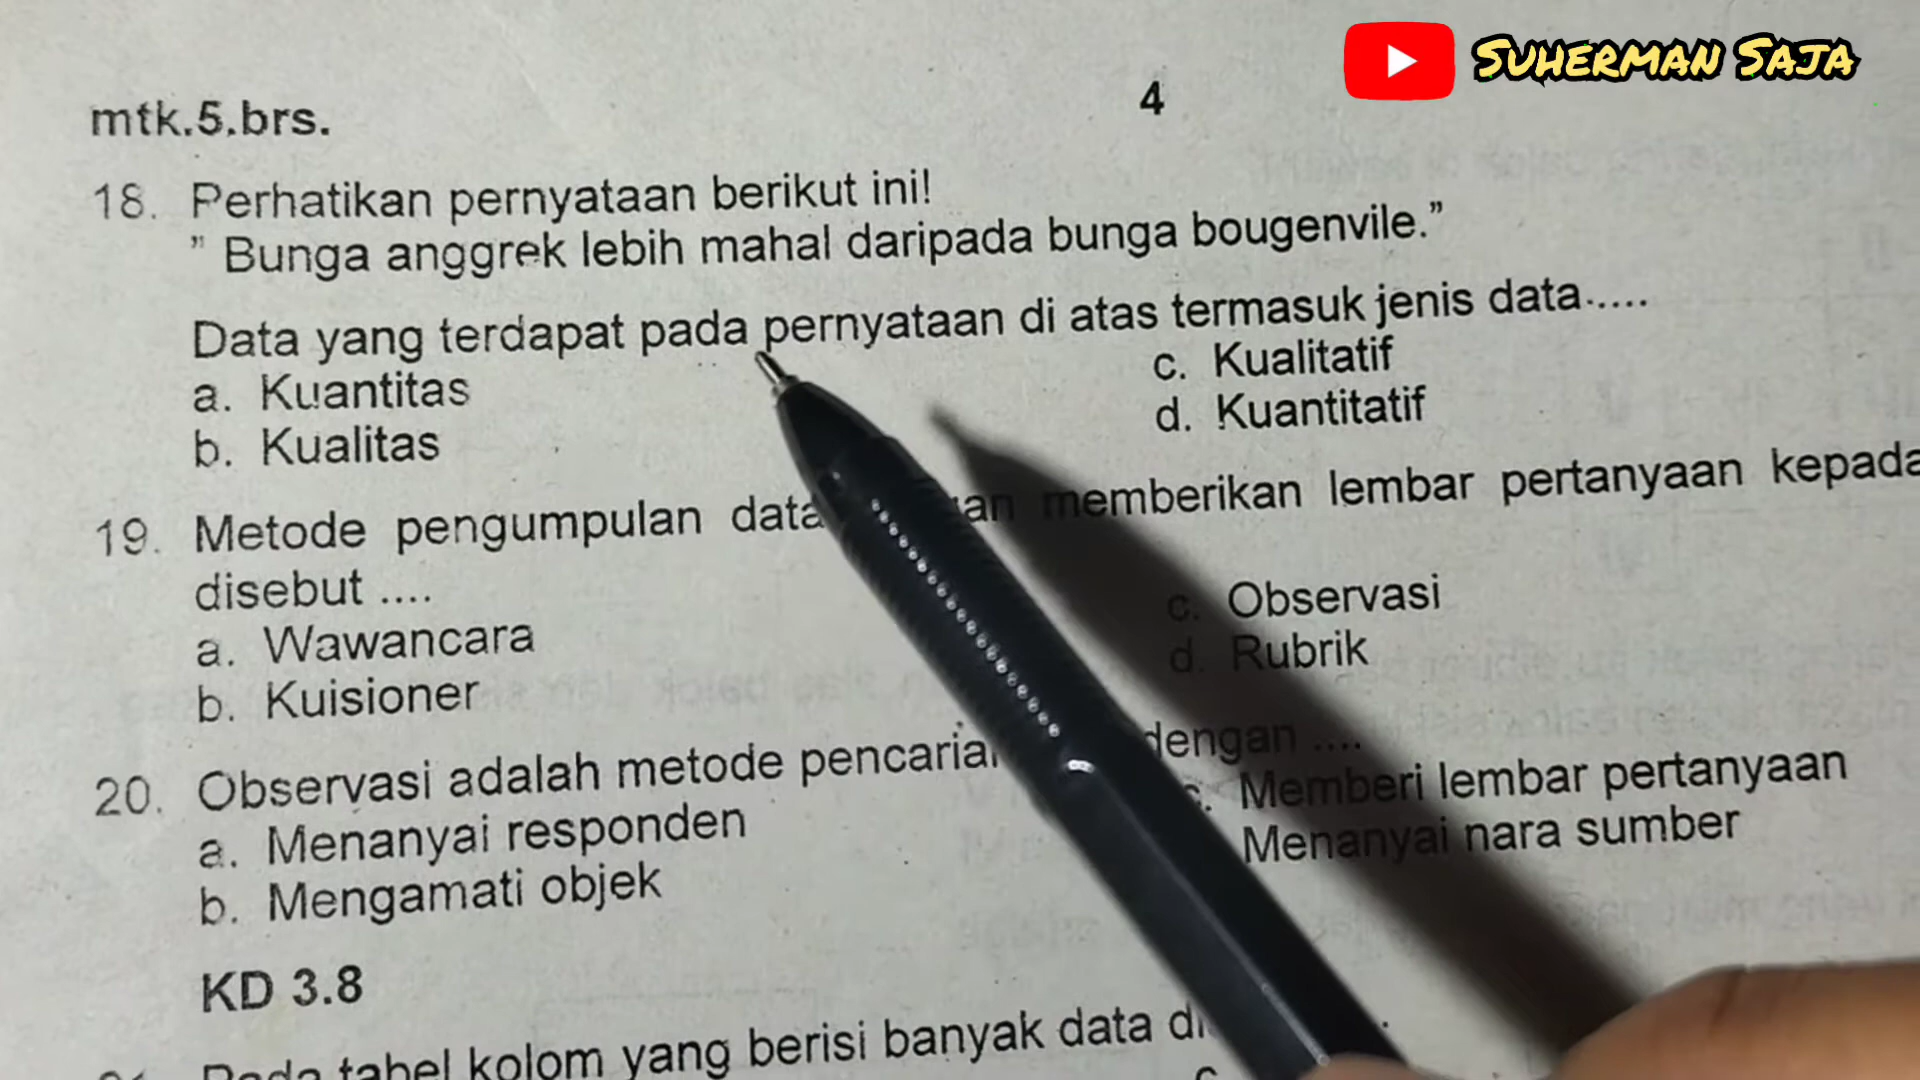 SUHERMAN SAJA
mtk.5.brs.
4
18. Perhatikan pernyataan berikut ini!
" Bunga anggrek lebih mahal daripada bunga bougenvile."
Data yang terdapat pada pernyataan di atas termasuk jenis data.....
a. Kuantitas
c. Kualitatif
b. Kualitas
d. Kuantitatif
19. Metode pengumpulan data memberikan lembar pertanyaan kepada
disebut ....
a. Wawancara
c. Observasi
b. Kuisioner
d. Rubrik
20. Observasi adalah metode dengan ....
a. Menanyai responden
c. Memberi lembar pertanyaan
b. Mengamati objek
Menanyai nara sumber
KD 3.8
Pada tabel kolom yang berisi banyak data